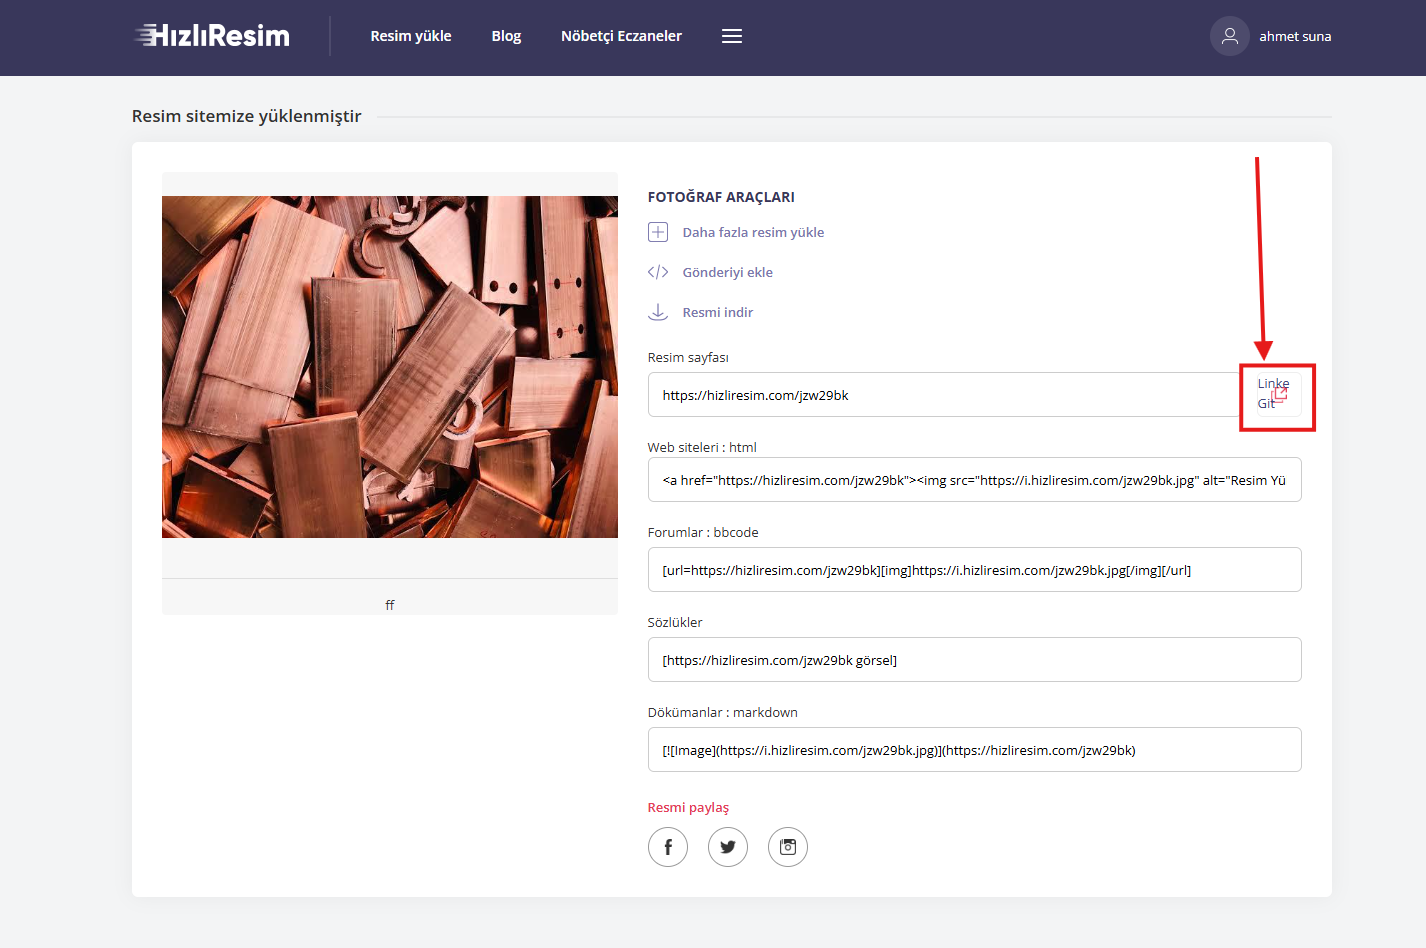 HızlıResim
Resim yükle
Blog
Nöbetçi Eczaneler
ahmet suna
Resim sitemize yüklenmiştir
ff
FOTOĞRAF ARAÇLARI
Daha fazla resim yükle
Gönderiyi ekle
Resmi indir
Resim sayfası
https://hizliresim.com/jzw29bk
Linke
Git
Web siteleri : html
<a href="https://hizliresim.com/jzw29bk"><img src="https://i.hizliresim.com/jzw29bk.jpg" alt="Resim Yü
Forumlar : bbcode
[url=https://hizliresim.com/jzw29bk][img]https://i.hizliresim.com/jzw29bk.jpg[/img][/url]
Sözlükler
[https://hizliresim.com/jzw29bk görsel]
Dökümanlar : markdown
[![Image](https://i.hizliresim.com/jzw29bk.jpg)](https://hizliresim.com/jzw29bk)
Resmi paylaş